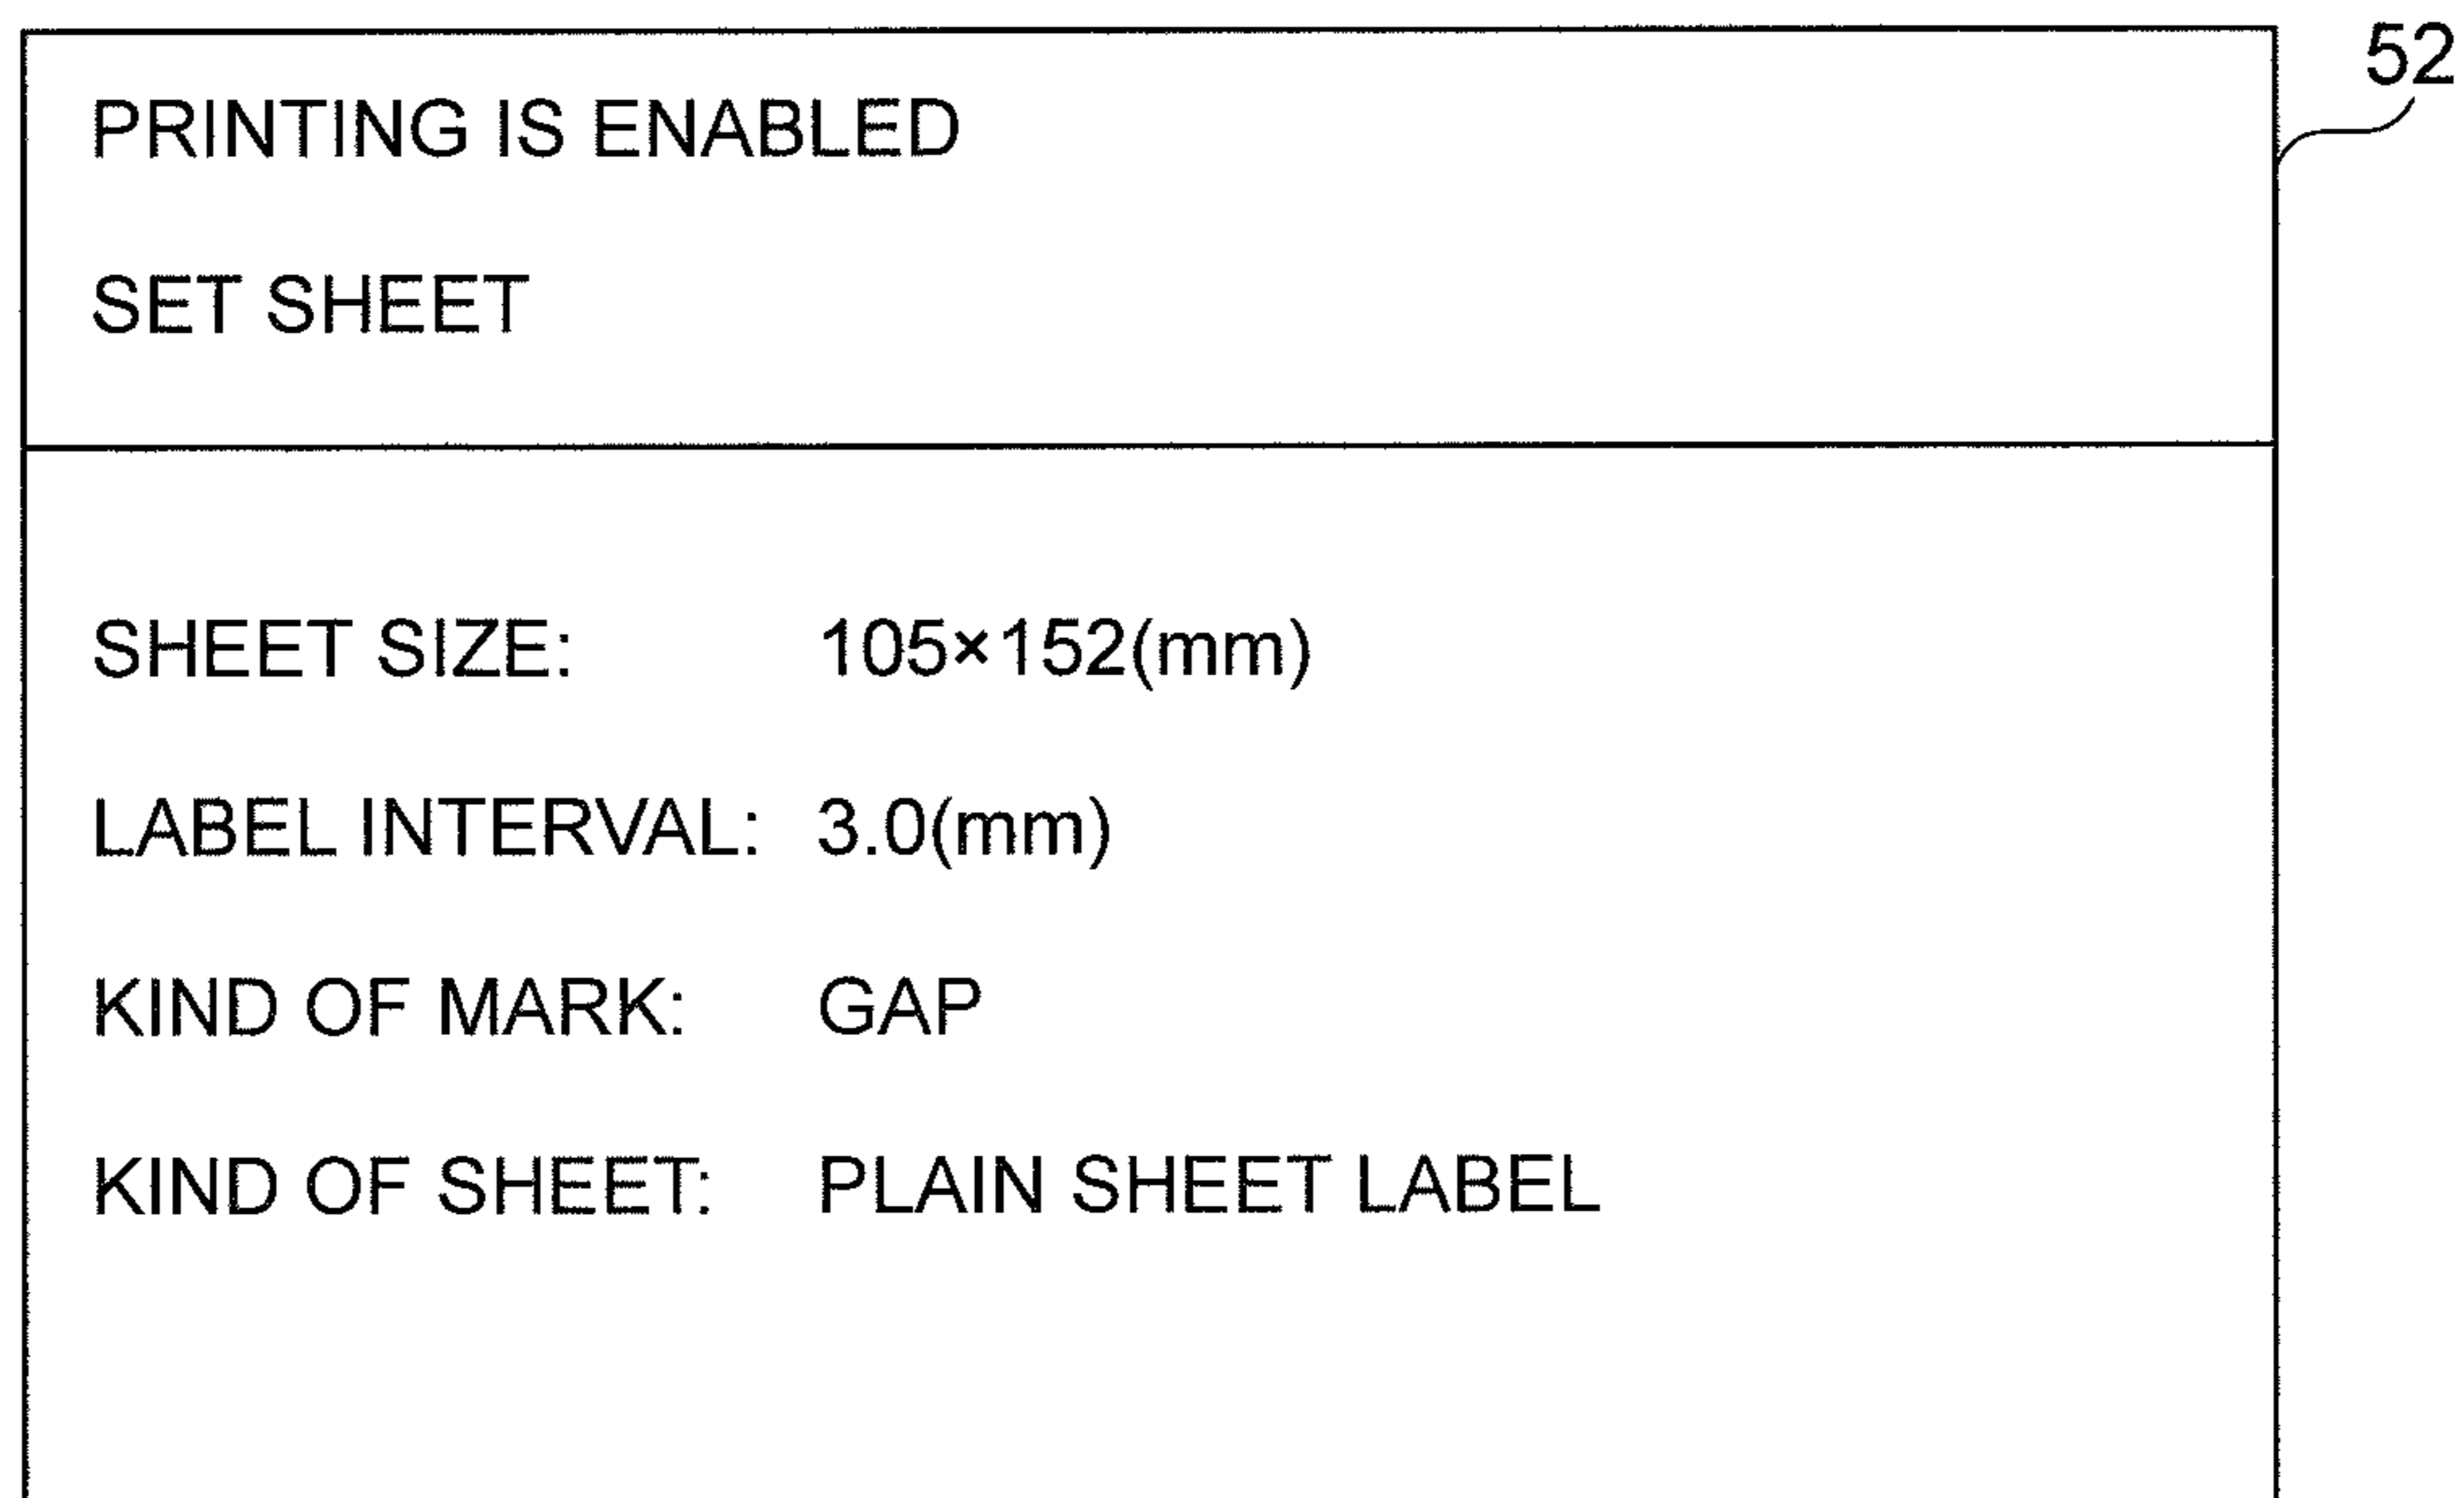 52
PRINTING IS ENABLED
SET SHEET
SHEET SIZE: 105×152(mm)
LABEL INTERVAL: 3.0(mm)
KIND OF MARK: GAP
KIND OF SHEET: PLAIN SHEET LABEL